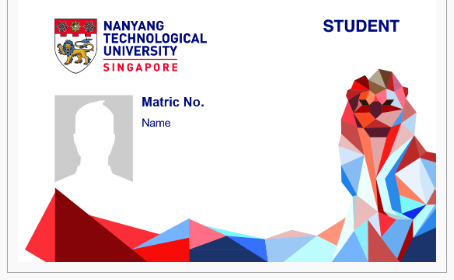 NANYANG
TECHNOLOGICAL
UNIVERSITY
SINGAPORE
STUDENT
Matric No.
Name